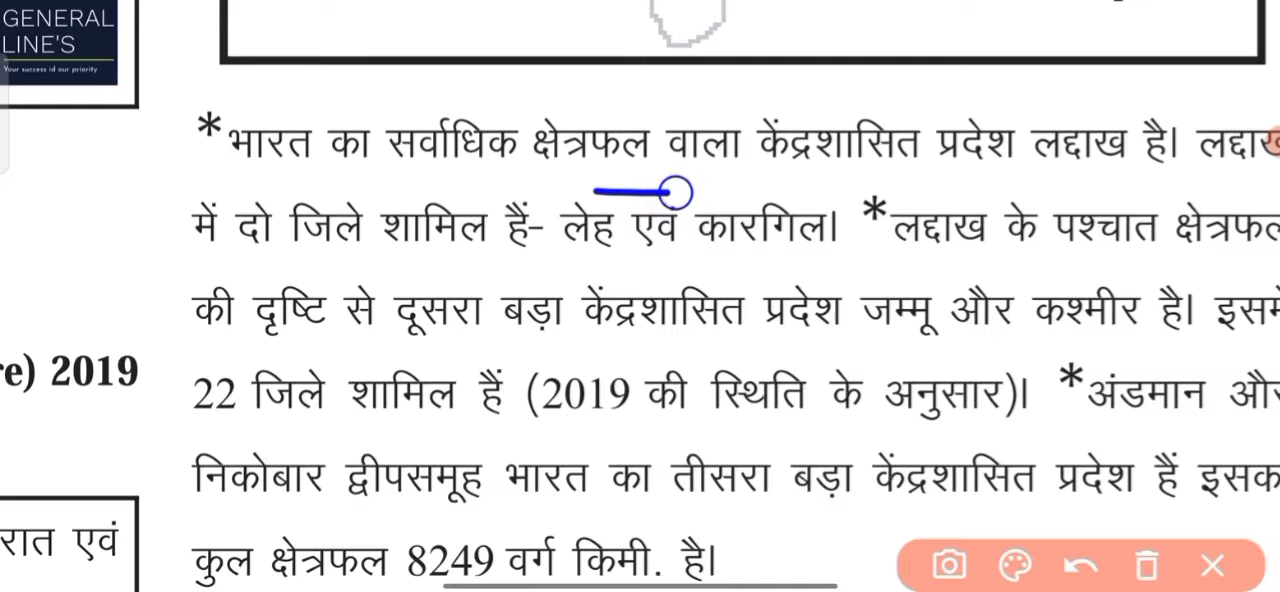 GENERAL
LINE'S
Your success id our priority
*भारत का सर्वाधिक क्षेत्रफल वाला केंद्रशासित प्रदेश लद्दाख है। लद्दाख
में दो जिले शामिल हैं- लेह एवं कारगिल। *लद्दाख के पश्चात क्षेत्रफल
की दृष्टि से दूसरा बड़ा केंद्रशासित प्रदेश जम्मू और कश्मीर है। इसमें
22 जिले शामिल हैं (2019 की स्थिति के अनुसार)। *अंडमान और
निकोबार द्वीपसमूह भारत का तीसरा बड़ा केंद्रशासित प्रदेश हैं इसक
कुल क्षेत्रफल 8249 वर्ग किमी. है।
re) 2019
रात एवं